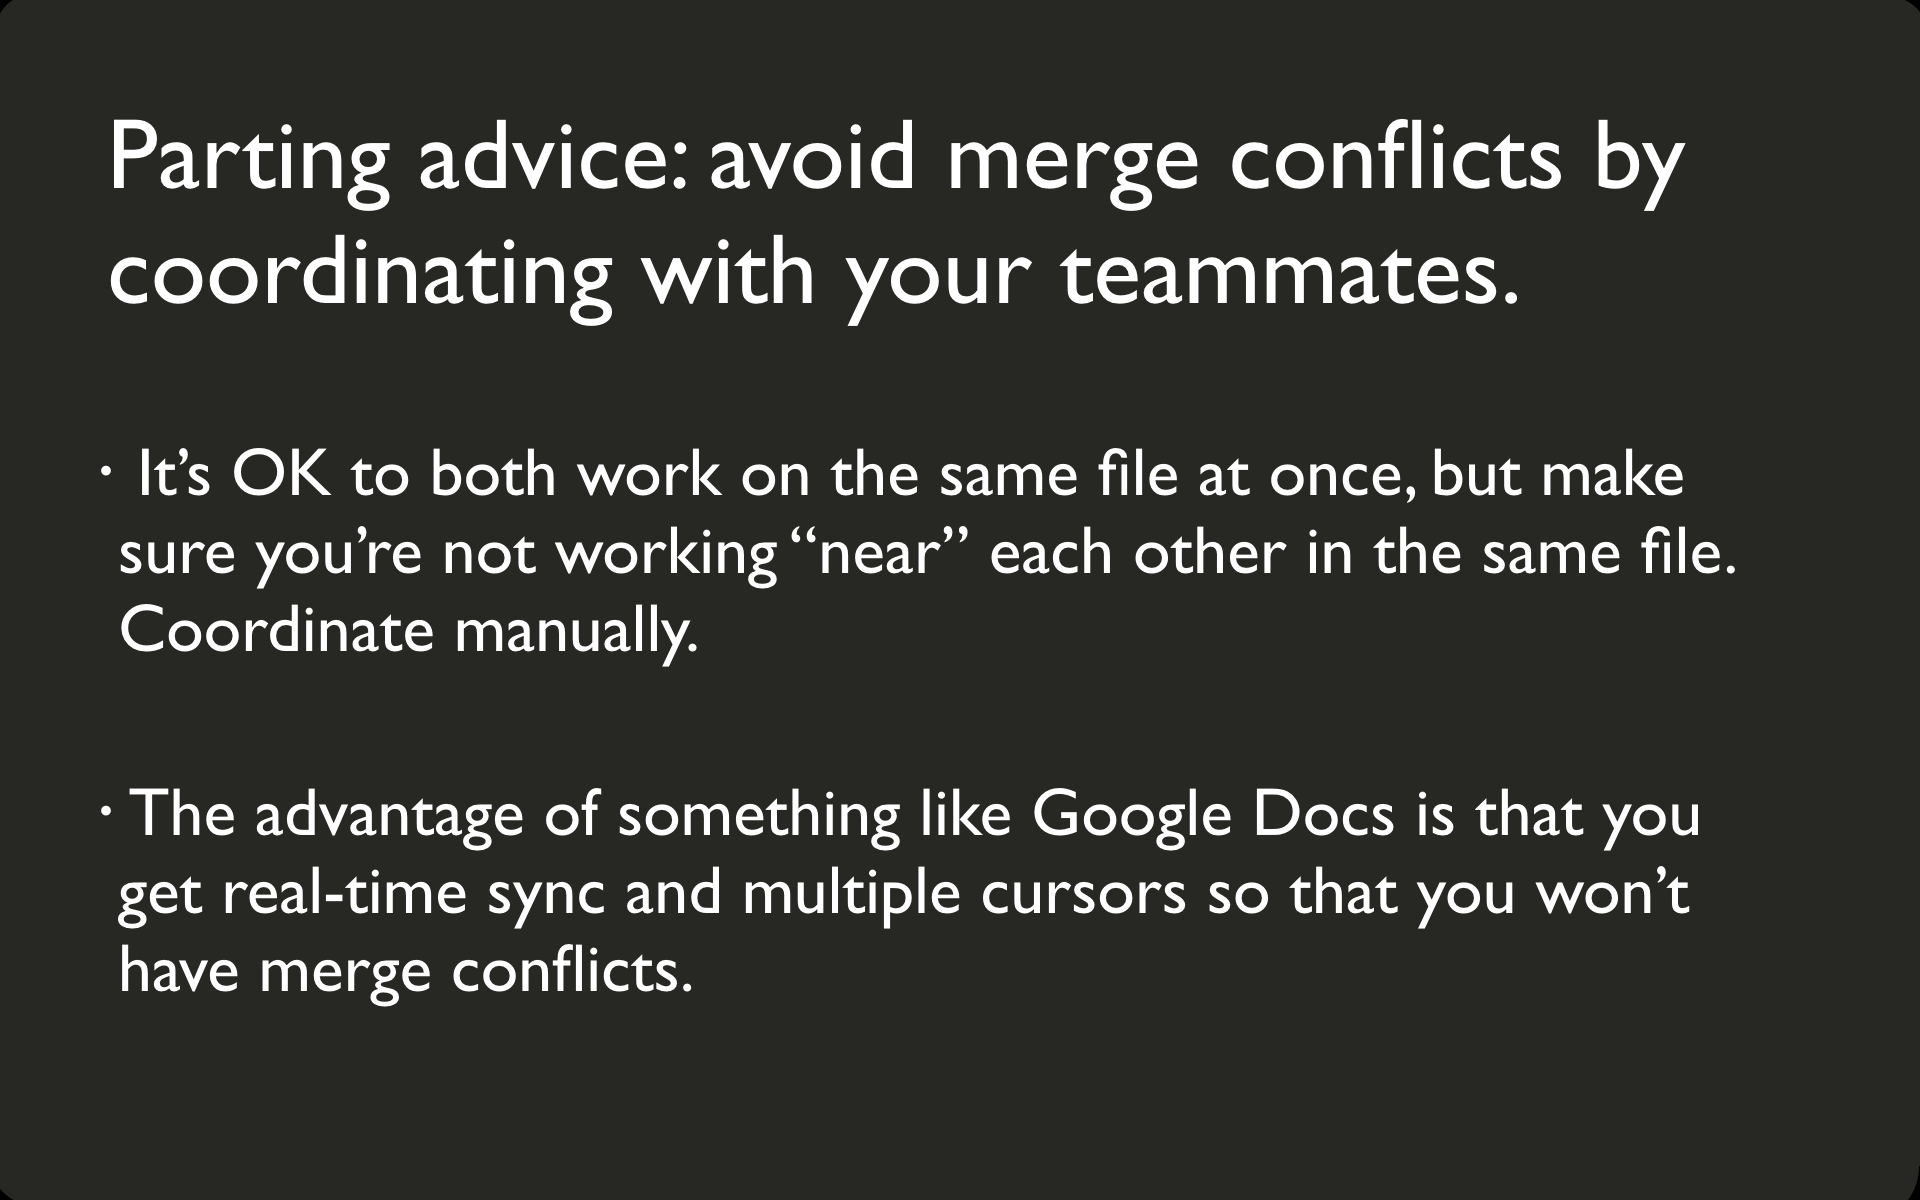 Parting advice: avoid merge conflicts by
coordinating with your teammates.
· It’s OK to both work on the same file at once, but make
sure you’re not working “near” each other in the same file.
Coordinate manually.
· The advantage of something like Google Docs is that you
get real-time sync and multiple cursors so that you won’t
have merge conflicts.